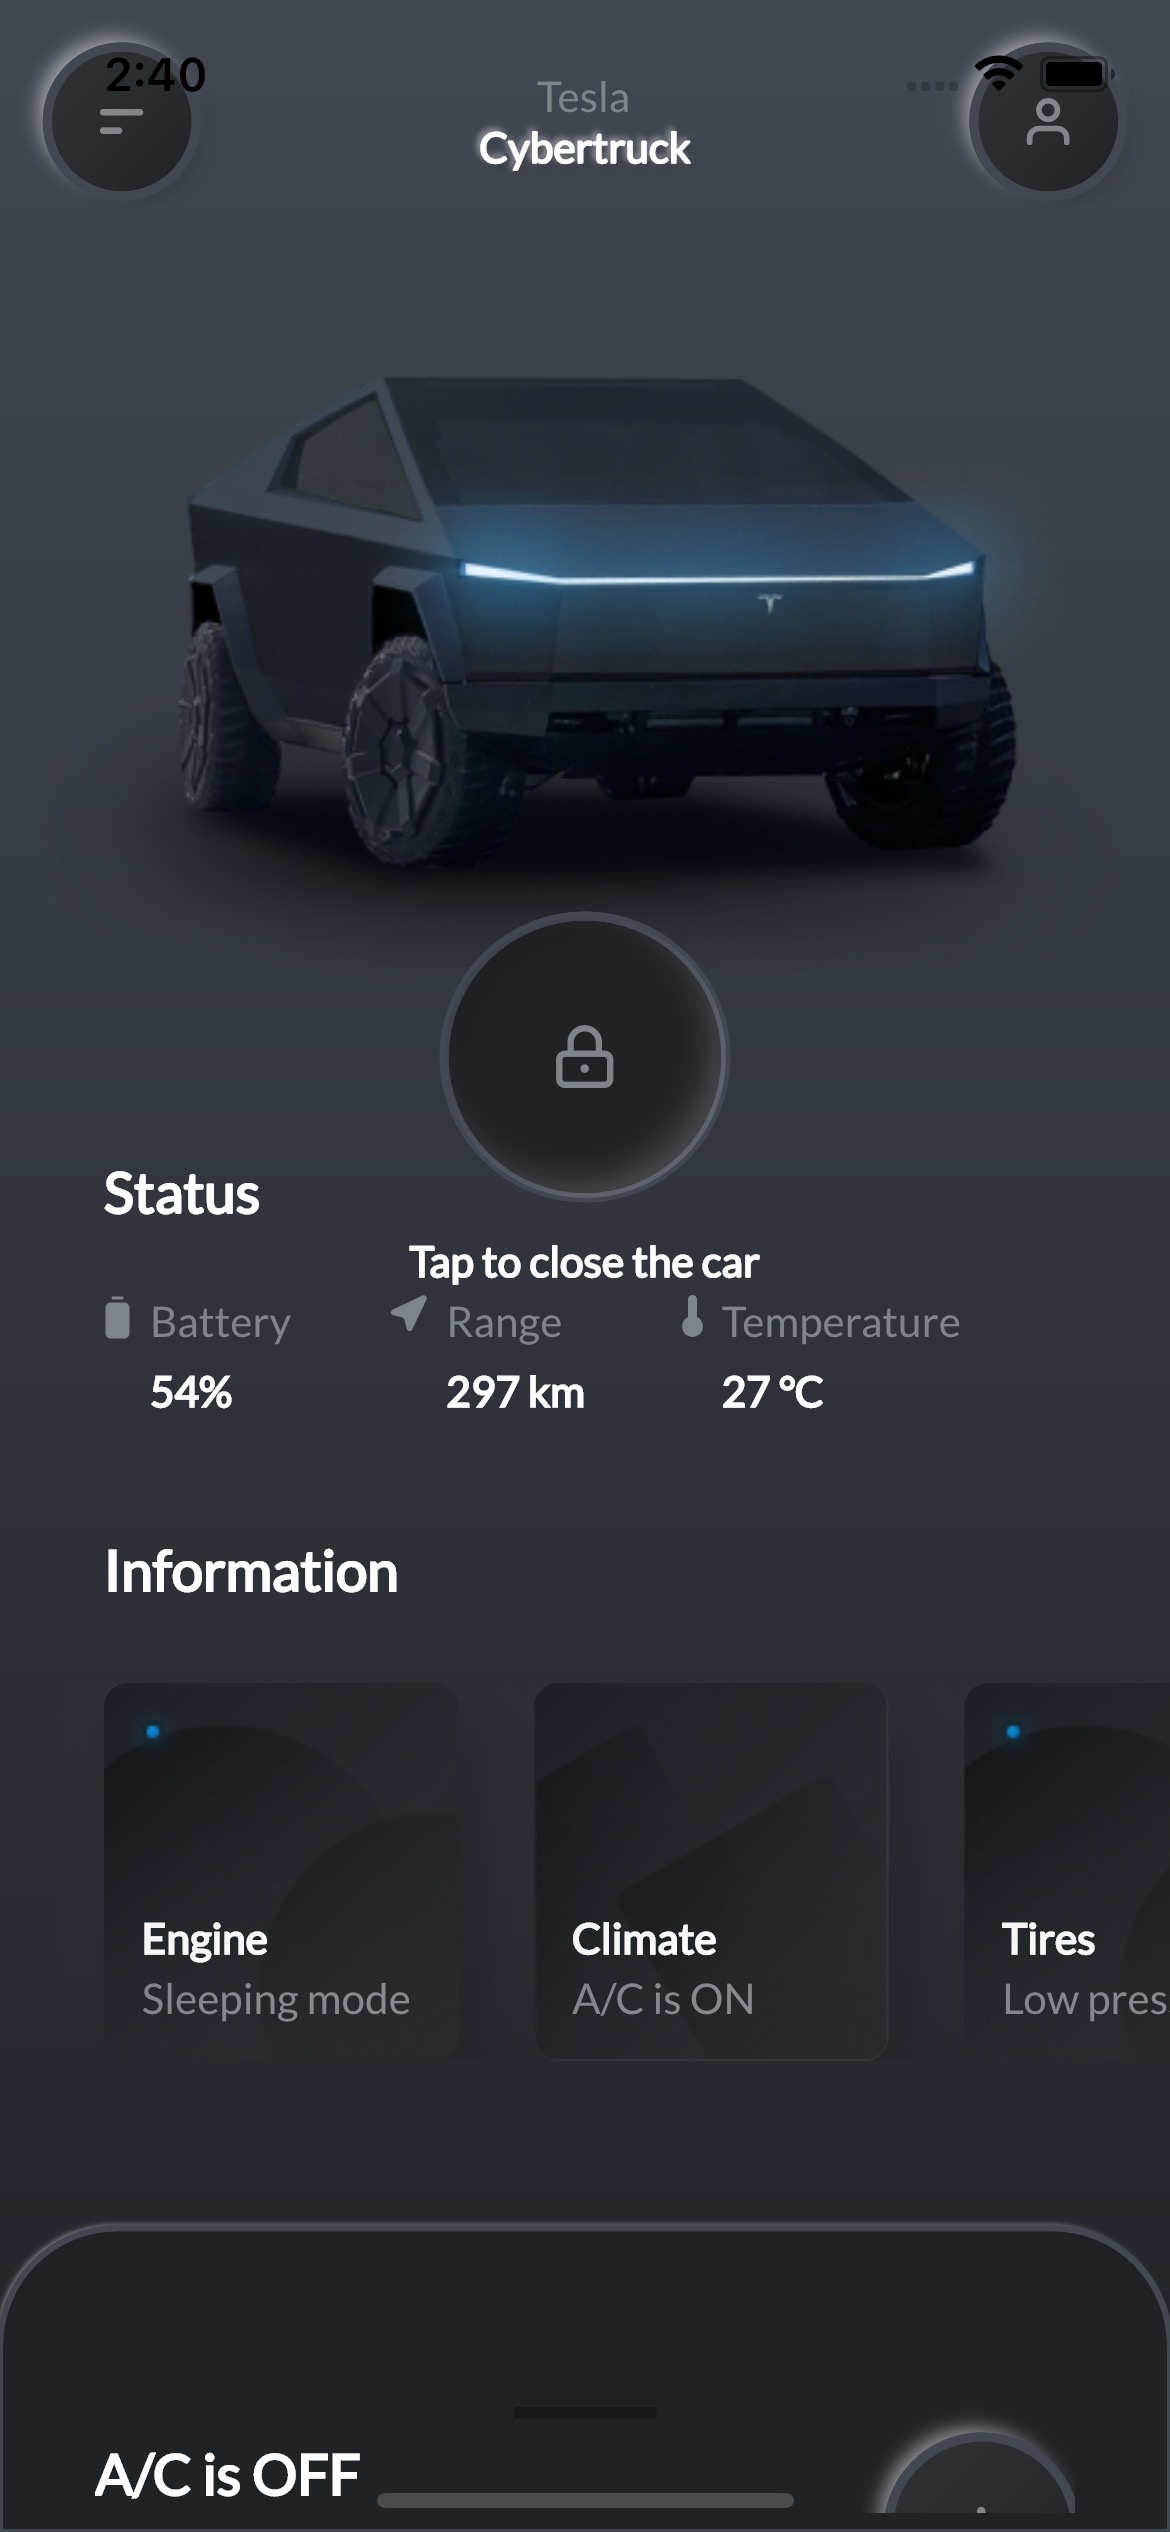 2:40
Tesla
Cybertruck
Status
Tap to close the car
Battery
Range
Temperature
54%
297 km
27 °C
Information
Engine
Sleeping mode
Climate
A/C is ON
Tires
Low pres
A/C is OFF